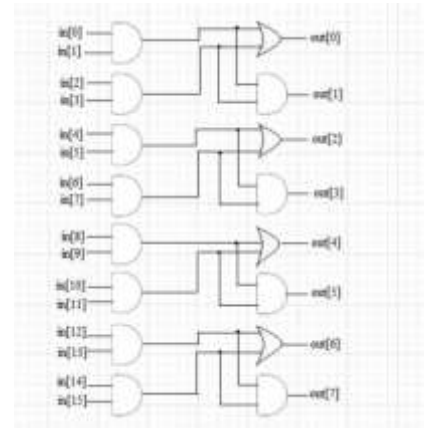 in[0]
in[1]
out[0]
in[2]
in[3]
out[1]
in[4]
in[5]
out[2]
in[6]
in[7]
out[3]
in[8]
in[9]
out[4]
in[10]
in[11]
out[5]
in[12]
in[13]
out[6]
in[14]
in[15]
out[7]